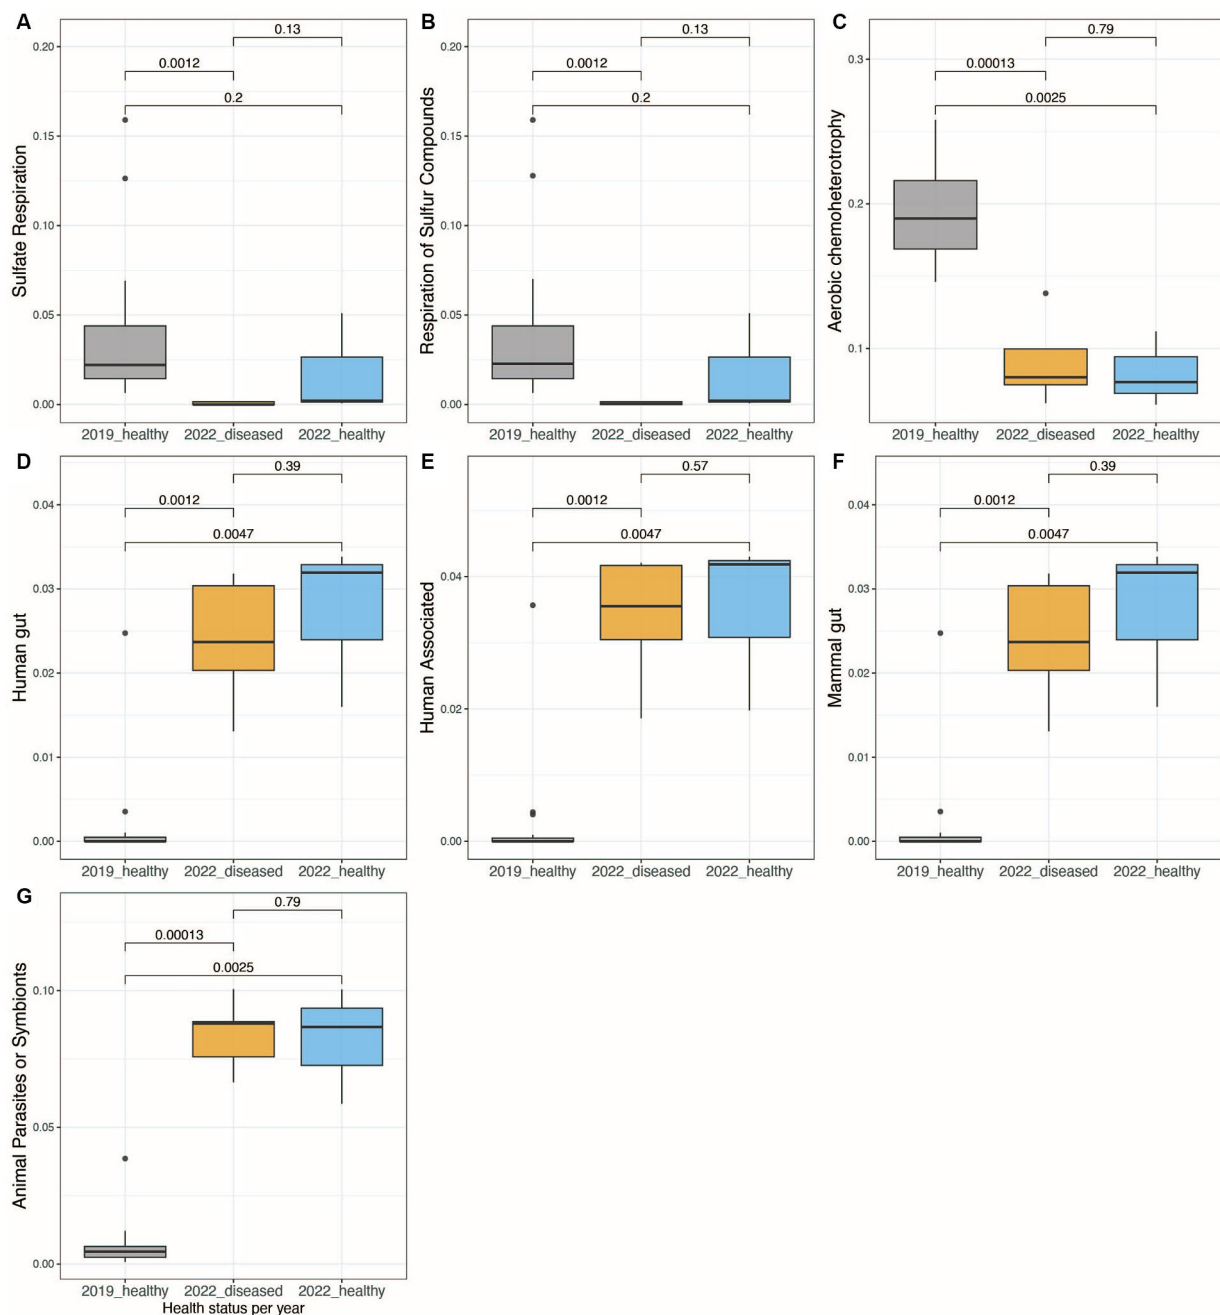 A
Sulfate Respiration
0.20
0.15
0.10
0.05
0.00
0.13
0.0012
0.2
2019_healthy 2022_diseased 2022_healthy
B
Respiration of Sulfur Compounds
0.20
0.15
0.10
0.05
0.00
0.13
0.0012
0.2
2019_healthy 2022_diseased 2022_healthy
C
Aerobic chemoheterotrophy
0.3
0.2
0.1
0.79
0.00013
0.0025
2019_healthy 2022_diseased 2022_healthy
D
Human gut
0.04
0.03
0.02
0.01
0.00
0.39
0.0012
0.0047
2019_healthy 2022_diseased 2022_healthy
E
Human Associated
0.04
0.02
0.00
0.57
0.0012
0.0047
2019_healthy 2022_diseased 2022_healthy
F
Mammal gut
0.04
0.03
0.02
0.01
0.00
0.39
0.0012
0.0047
2019_healthy 2022_diseased 2022_healthy
G
Animal Parasites or Symbionts
0.10
0.05
0.00
0.79
0.00013
0.0025
2019_healthy 2022_diseased 2022_healthy
Health status per year